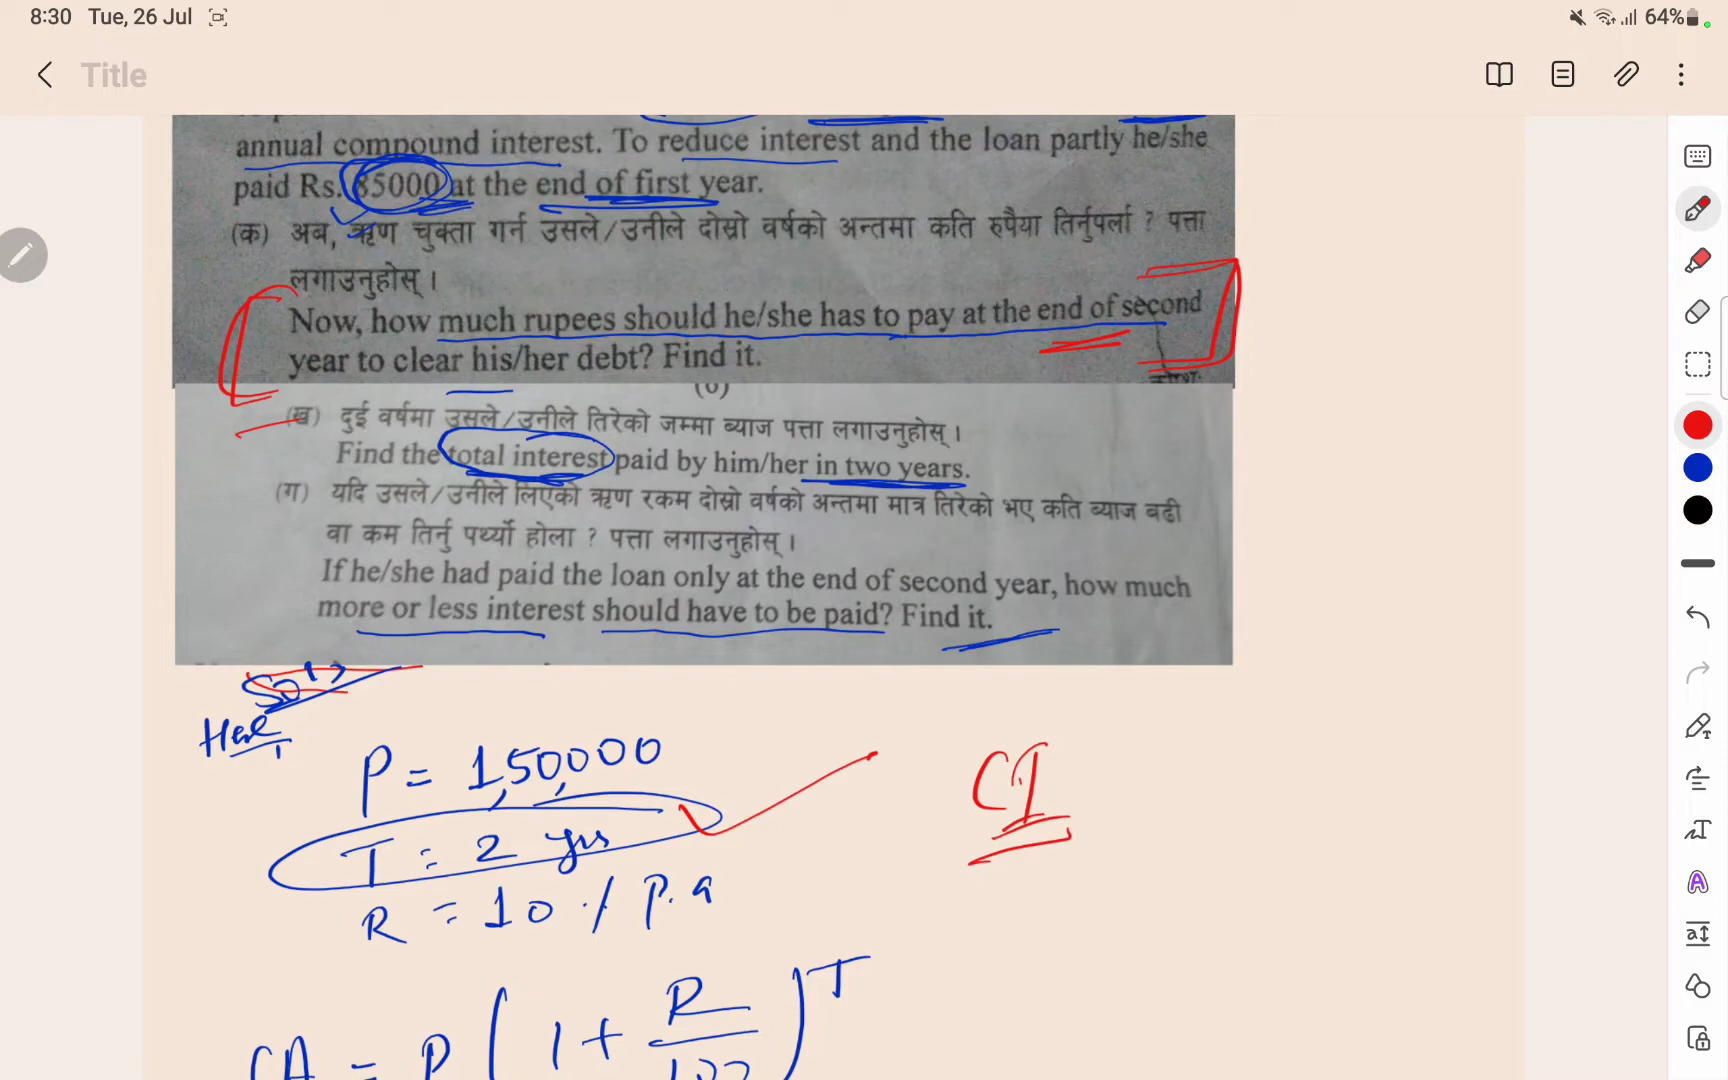 8:30 Tue, 26 Jul 64%
Title
annual compound interest. To reduce interest and the loan partly he/she
paid Rs. 85000 at the end of first year.
(क) अब, ऋण चुक्ता गर्न उसले/उनीले दोस्रो वर्षको अन्तमा कति रुपैया तिर्नुपर्ला ? पत्ता
लगाउनुहोस् ।
Now, how much rupees should he/she has to pay at the end of second
year to clear his/her debt? Find it.
(ख) दुई वर्षमा उसले/उनीले तिरेको जम्मा ब्याज पत्ता लगाउनुहोस् ।
Find the total interest paid by him/her in two years.
(ग) यदि उसले/उनीले लिएको ऋण रकम दोस्रो वर्षको अन्तमा मात्र तिरेको भए कति ब्याज बढी
वा कम तिर्नु पर्थ्यो होला ? पत्ता लगाउनुहोस् ।
If he/she had paid the loan only at the end of second year, how much
more or less interest should have to be paid? Find it.
P = 1,50,000
CI
T = 2 yrs
R = 10 % P.a
CA = P ( 1 + R/100 )^T